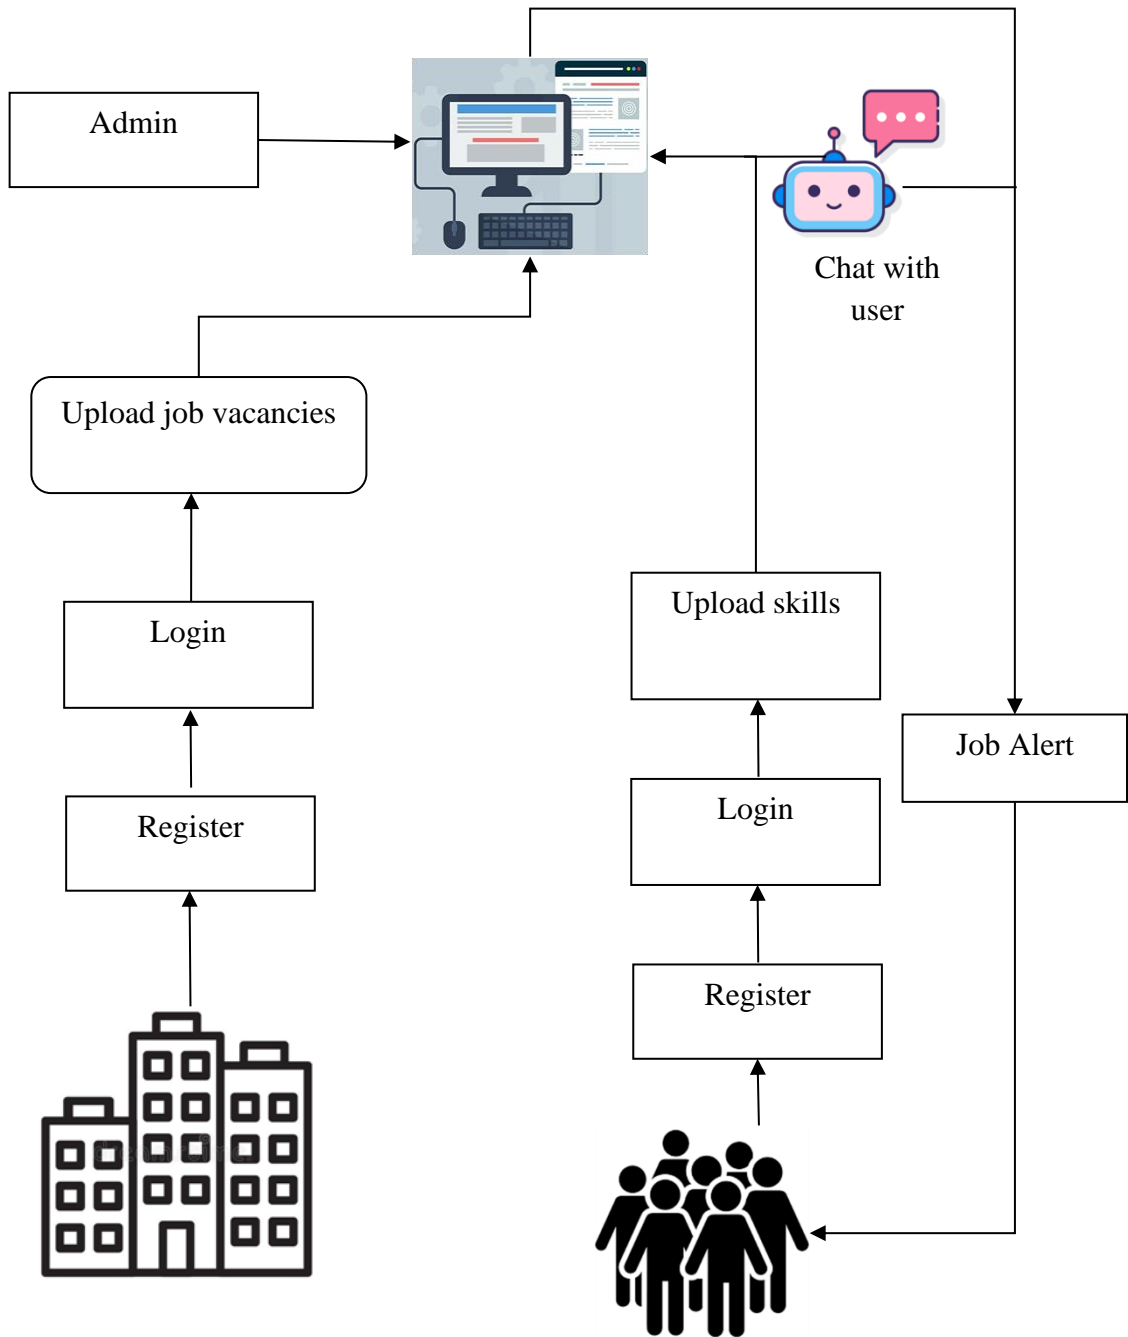 Admin
Chat with
user
Upload job vacancies
Upload skills
Login
Job Alert
Login
Register
Register